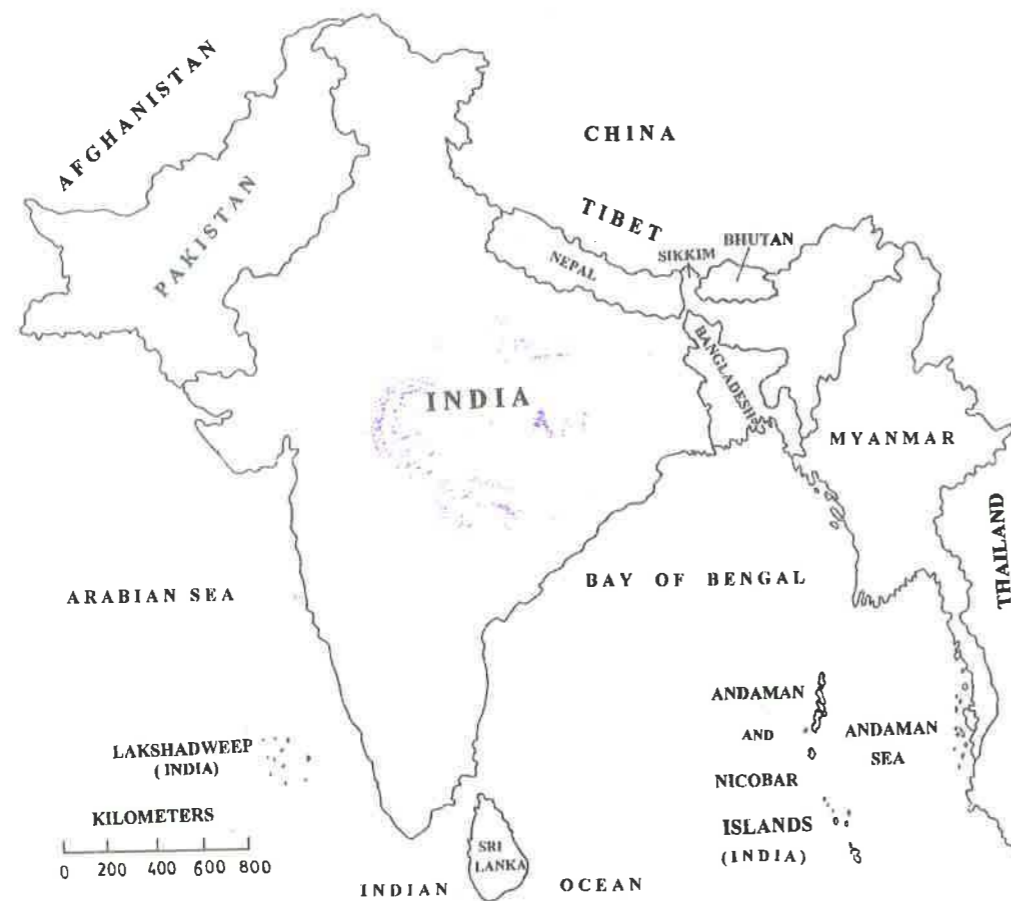 AFGHANISTAN
CHINA
PAKISTAN
TIBET
NEPAL
SIKKIM
BHUTAN
BANGLADESH
INDIA
MYANMAR
THAILAND
ARABIAN SEA
BAY OF BENGAL
LAKSHADWEEP
(INDIA)
ANDAMAN
AND
NICOBAR
ISLANDS
(INDIA)
ANDAMAN
SEA
KILOMETERS
0 200 400 600 800
SRI
LANKA
INDIAN OCEAN